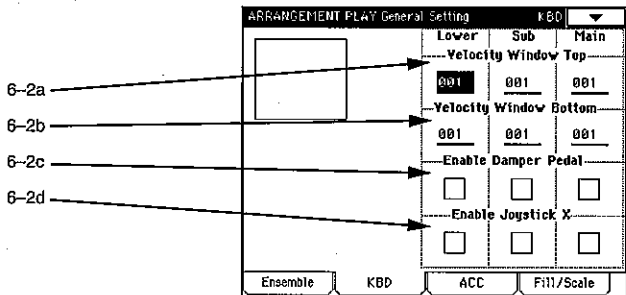 ARRANGEMENT PLAY General Setting KBD
Lower Sub Main
Velocity Window Top
6-2a
001 001 001
Velocity Window Bottom
6-2b
001 001 001
6-2c
Enable Damper Pedal
6-2d
Enable Joystick X
Ensemble KBD ACC Fill/Scale